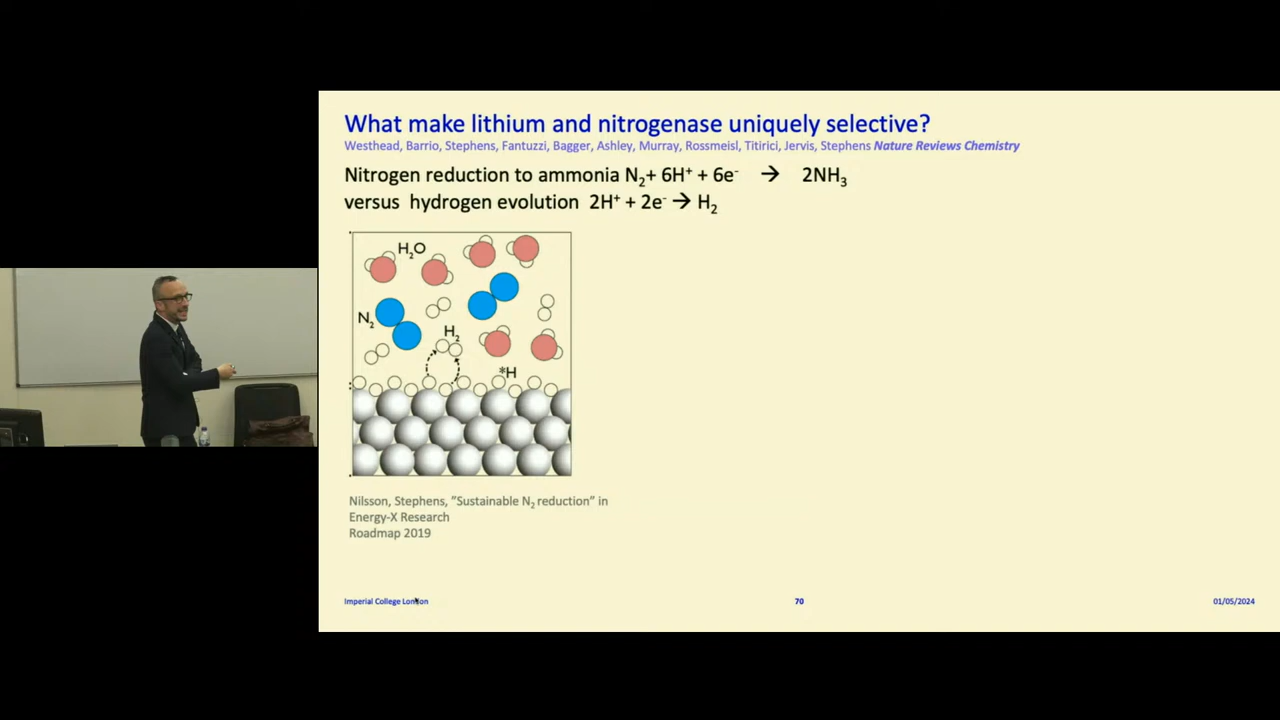 What make lithium and nitrogenase uniquely selective?
Westhead, Barrio, Stephens, Fantuzzi, Bagger, Ashley, Murray, Rossmeisl, Titirici, Jervis, Stephens Nature Reviews Chemistry
Nitrogen reduction to ammonia N₂+ 6H⁺ + 6e⁻ → 2NH₃
versus hydrogen evolution 2H⁺ + 2e⁻ → H₂
H₂O
N₂
H₂
*H
Nilsson, Stephens, ”Sustainable N₂ reduction” in
Energy-X Research
Roadmap 2019
Imperial College London
70
01/05/2024